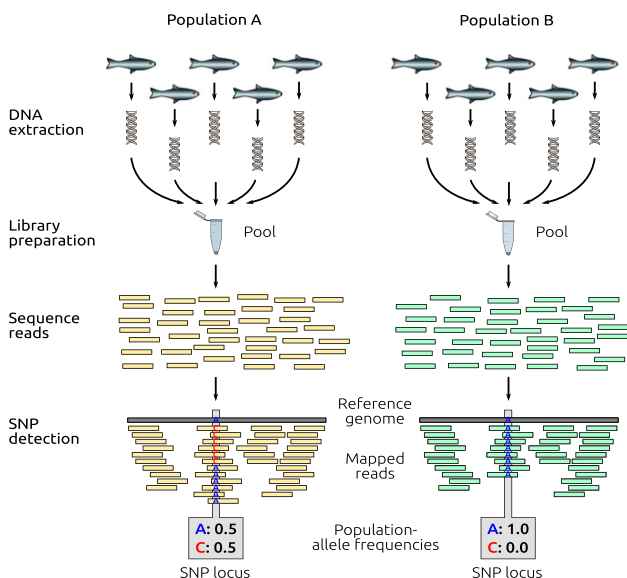 Population A
Population B
DNA
extraction
Library
preparation
Pool
Pool
Sequence
reads
SNP
detection
Reference
genome
Mapped
reads
A: 0.5
C: 0.5
Population-
allele frequencies
A: 1.0
C: 0.0
SNP locus
SNP locus